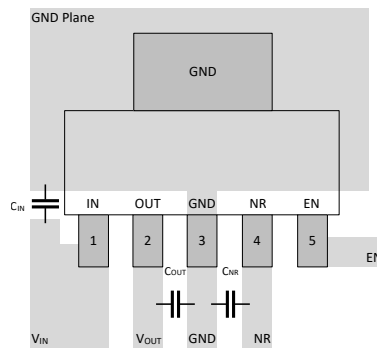 GND Plane
GND
CIN
IN OUT GND NR EN
1 2 3 4 5
EN
COUT CNR
VIN VOUT GND NR